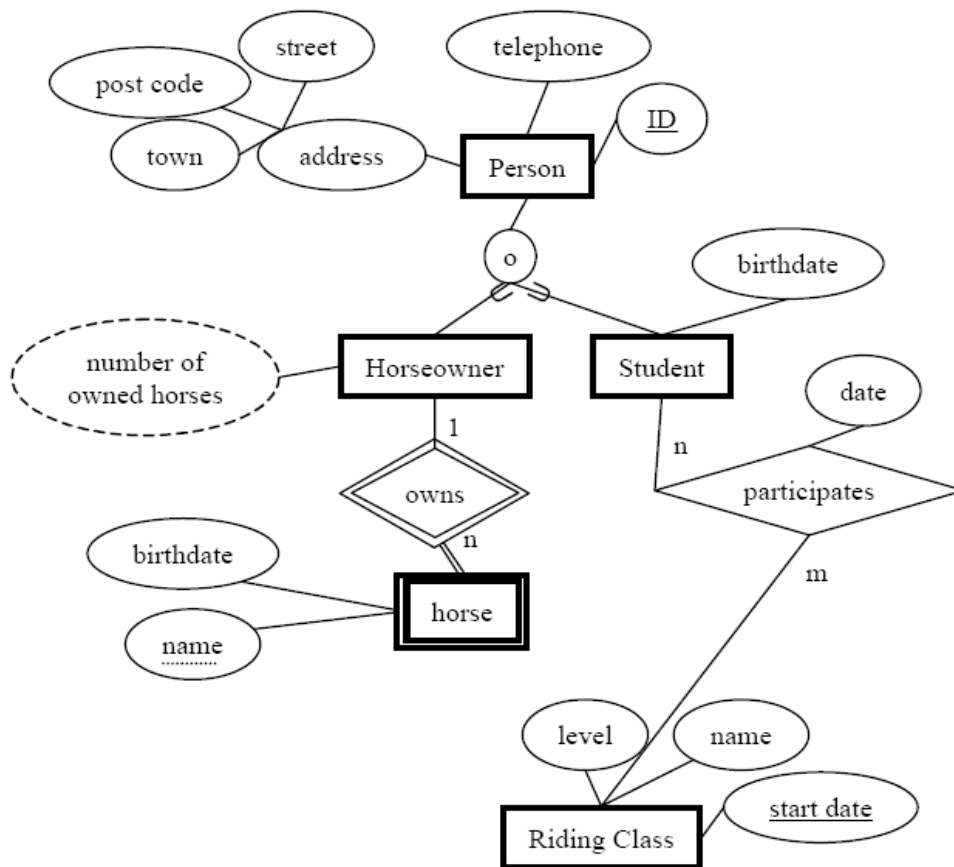 street
telephone
post code
ID
town
address
Person
o
birthdate
number of
owned horses
Horseowner
Student
date
1
n
owns
participates
n
birthdate
m
horse
name
level
name
start date
Riding Class